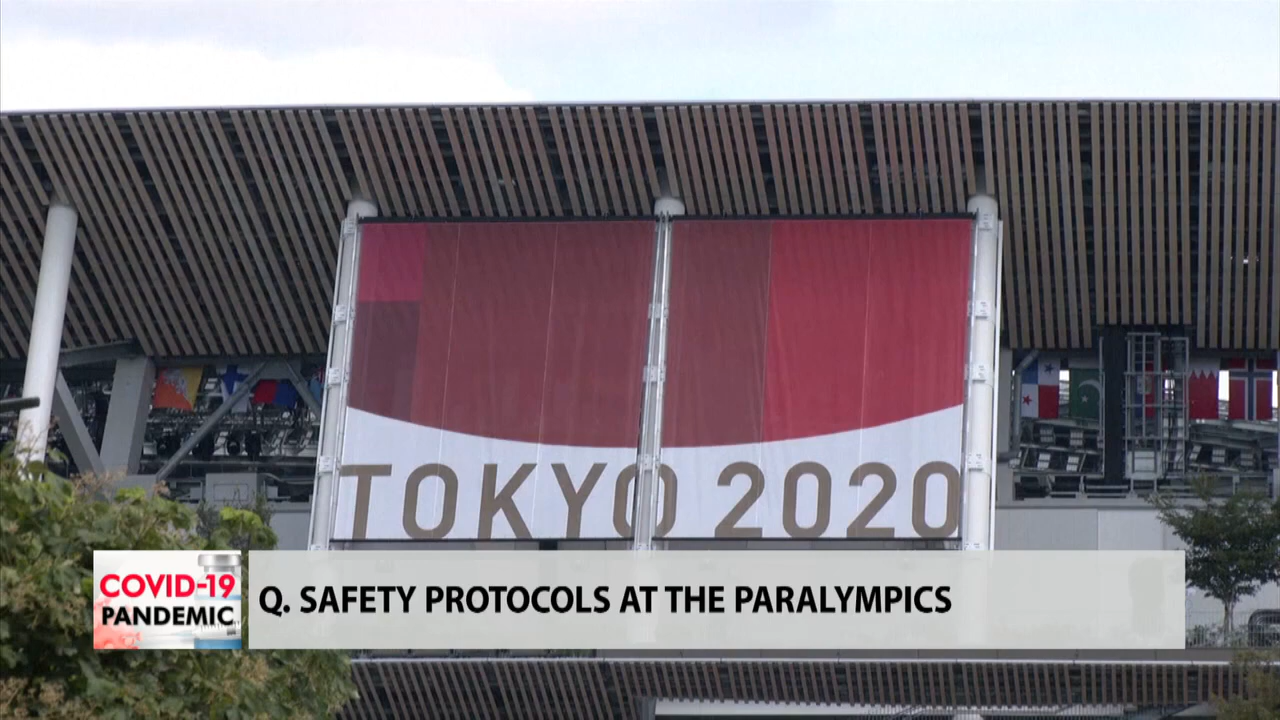 TOKYO 2020
COVID-19
PANDEMIC
Q. SAFETY PROTOCOLS AT THE PARALYMPICS